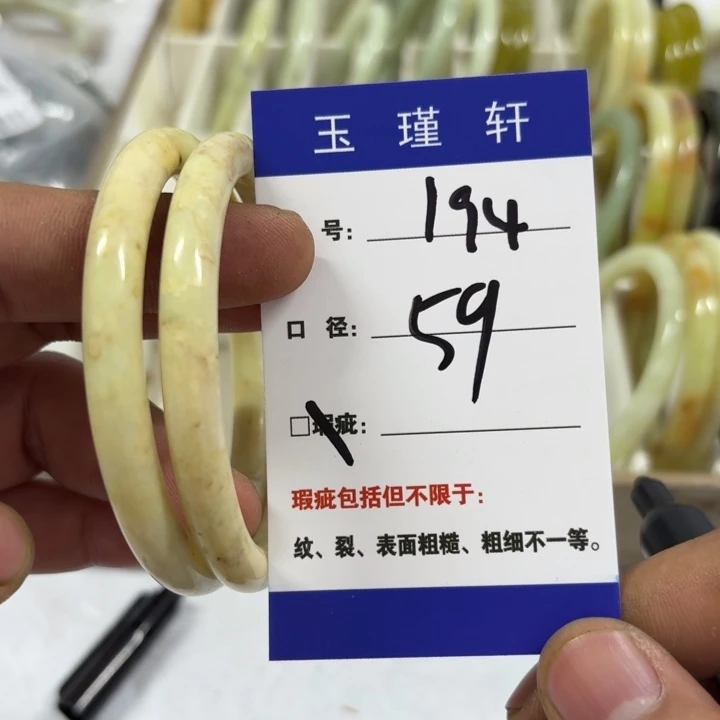 玉瑾轩
号：194
口径：59
□瑕疵：
瑕疵包括但不限于：
纹、裂、表面粗糙、粗细不一等。